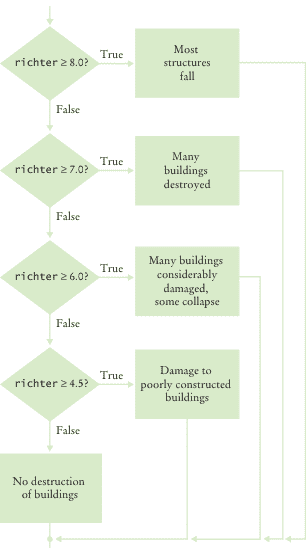 richter ≥ 8.0?
True
Most
structures
fall
False
richter ≥ 7.0?
True
Many
buildings
destroyed
False
richter ≥ 6.0?
True
Many buildings
considerably
damaged,
some collapse
False
richter ≥ 4.5?
True
Damage to
poorly constructed
buildings
False
No destruction
of buildings